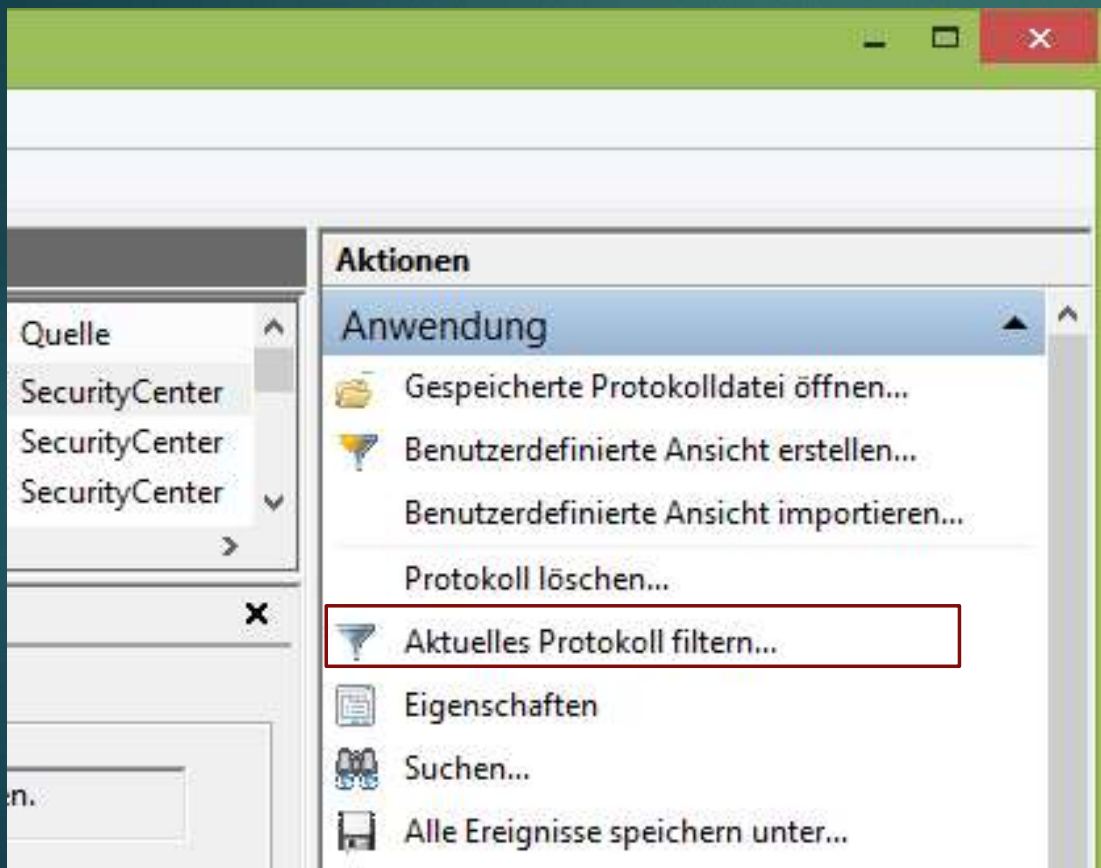 Aktionen
Quelle
SecurityCenter
SecurityCenter
SecurityCenter
en.
Anwendung
Gespeicherte Protokolldatei öffnen...
Benutzerdefinierte Ansicht erstellen...
Benutzerdefinierte Ansicht importieren...
Protokoll löschen...
Aktuelles Protokoll filtern...
Eigenschaften
Suchen...
Alle Ereignisse speichern unter...